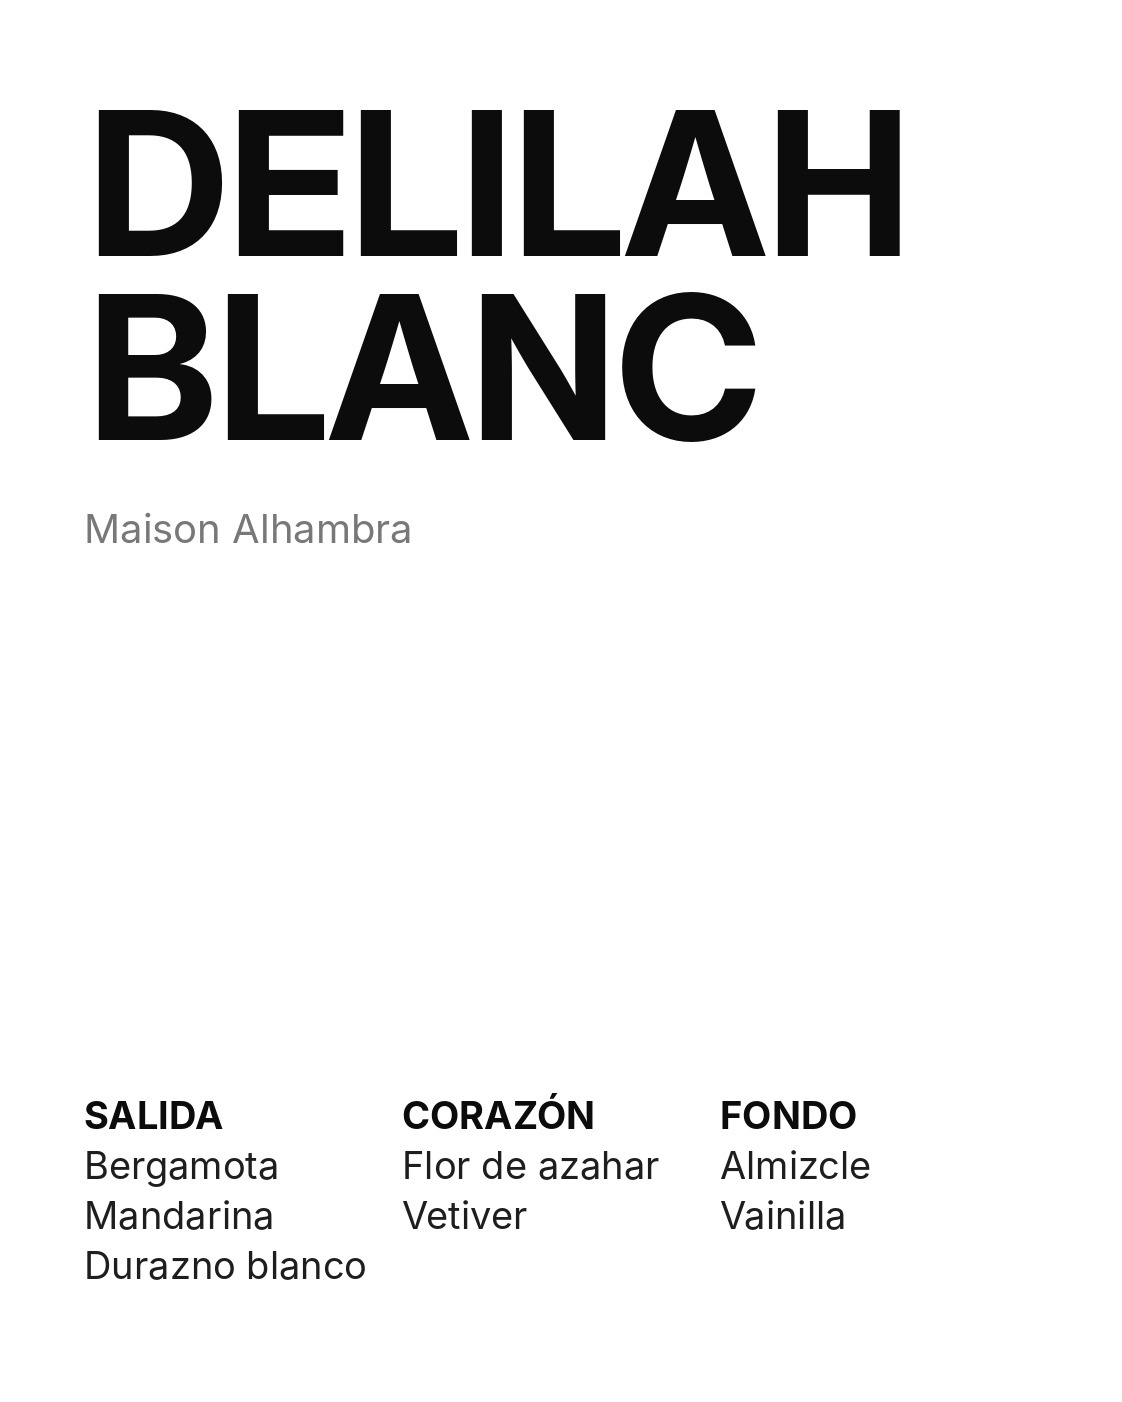 DELILAH
BLANC
Maison Alhambra
SALIDA
Bergamota
Mandarina
Durazno blanco
CORAZÓN
Flor de azahar
Vetiver
FONDO
Almizcle
Vainilla